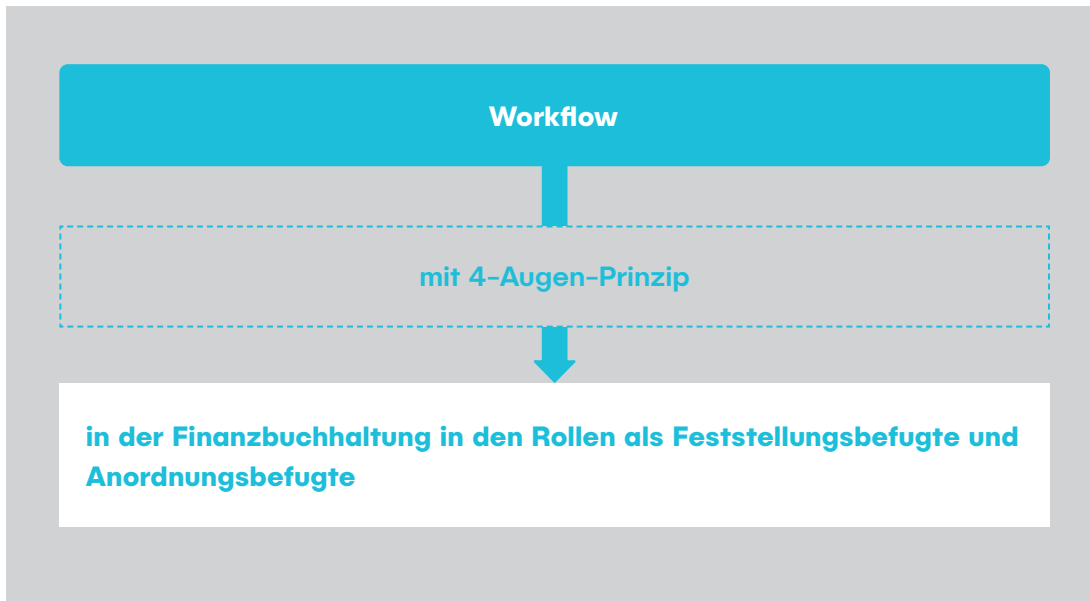 Workflow
mit 4-Augen-Prinzip
in der Finanzbuchhaltung in den Rollen als Feststellungsbefugte und
Anordnungsbefugte